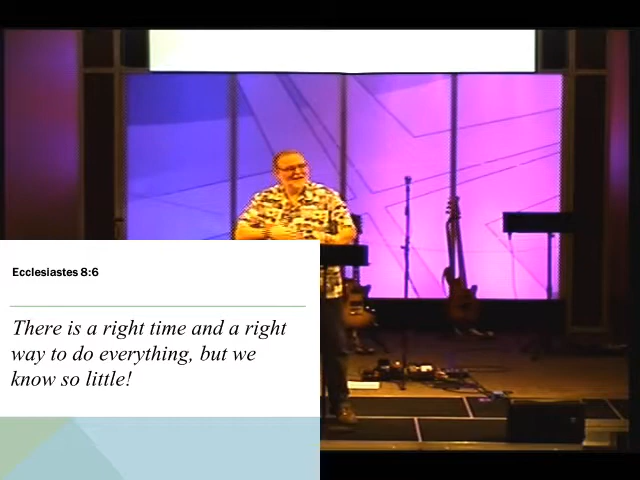 Ecclesiastes 8:6
There is a right time and a right
way to do everything, but we
know so little!